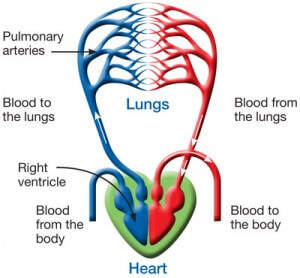 Pulmonary
arteries
Blood to
the lungs
Lungs
Blood from
the lungs
Right
ventricle
Blood
from the
body
Blood to
the body
Heart